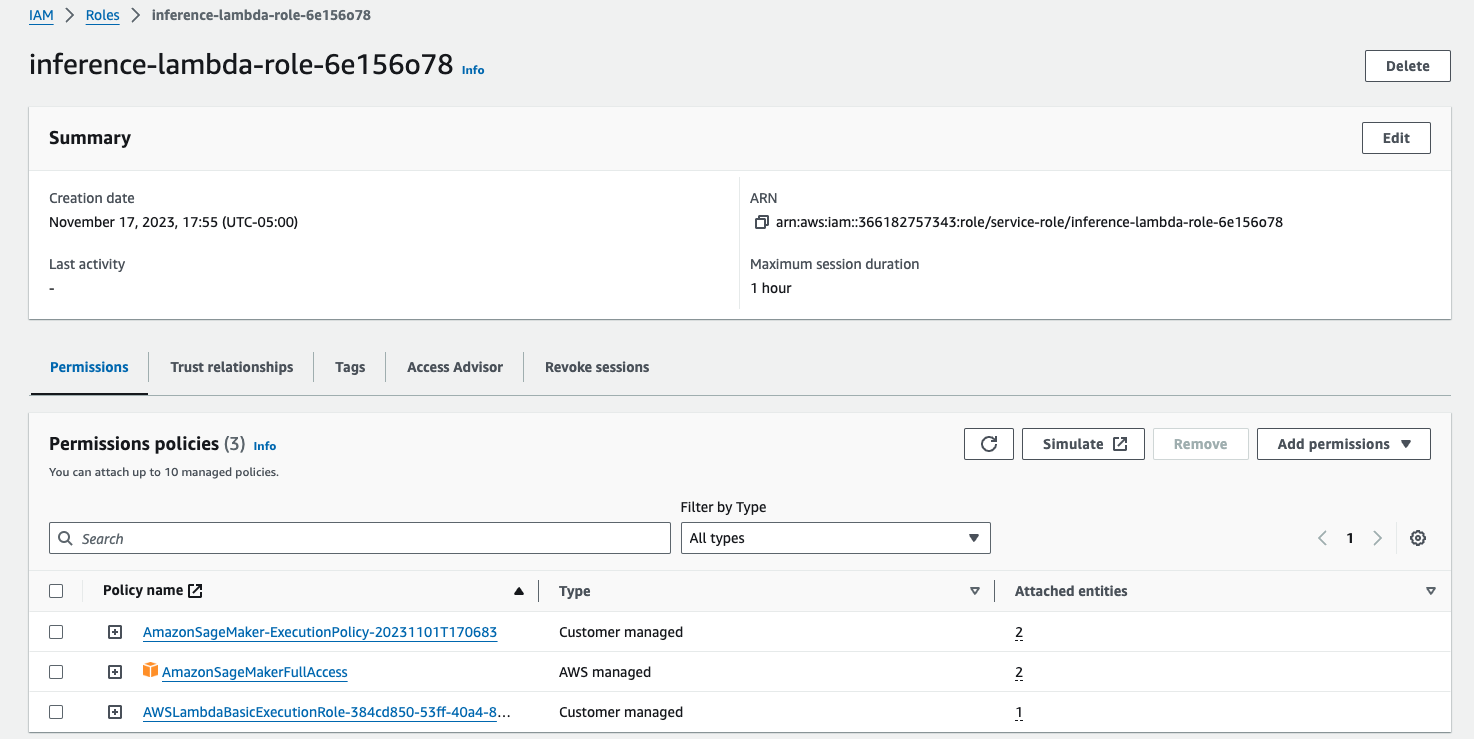 IAM > Roles > inference-lambda-role-6e156o78
inference-lambda-role-6e156o78 Info
Delete
Summary
Edit
Creation date
November 17, 2023, 17:55 (UTC-05:00)
ARN
arn:aws:iam::366182757343:role/service-role/inference-lambda-role-6e156o78
Last activity
-
Maximum session duration
1 hour
Permissions
Trust relationships
Tags
Access Advisor
Revoke sessions
Permissions policies (3) Info
You can attach up to 10 managed policies.
Simulate
Remove
Add permissions
Filter by Type
Search
All types
1
Policy name
Type
Attached entities
AmazonSageMaker-ExecutionPolicy-20231101T170683 Customer managed 2
AmazonSageMakerFullAccess AWS managed 2
AWSLambdaBasicExecutionRole-384cd850-53ff-40a4-8... Customer managed 1